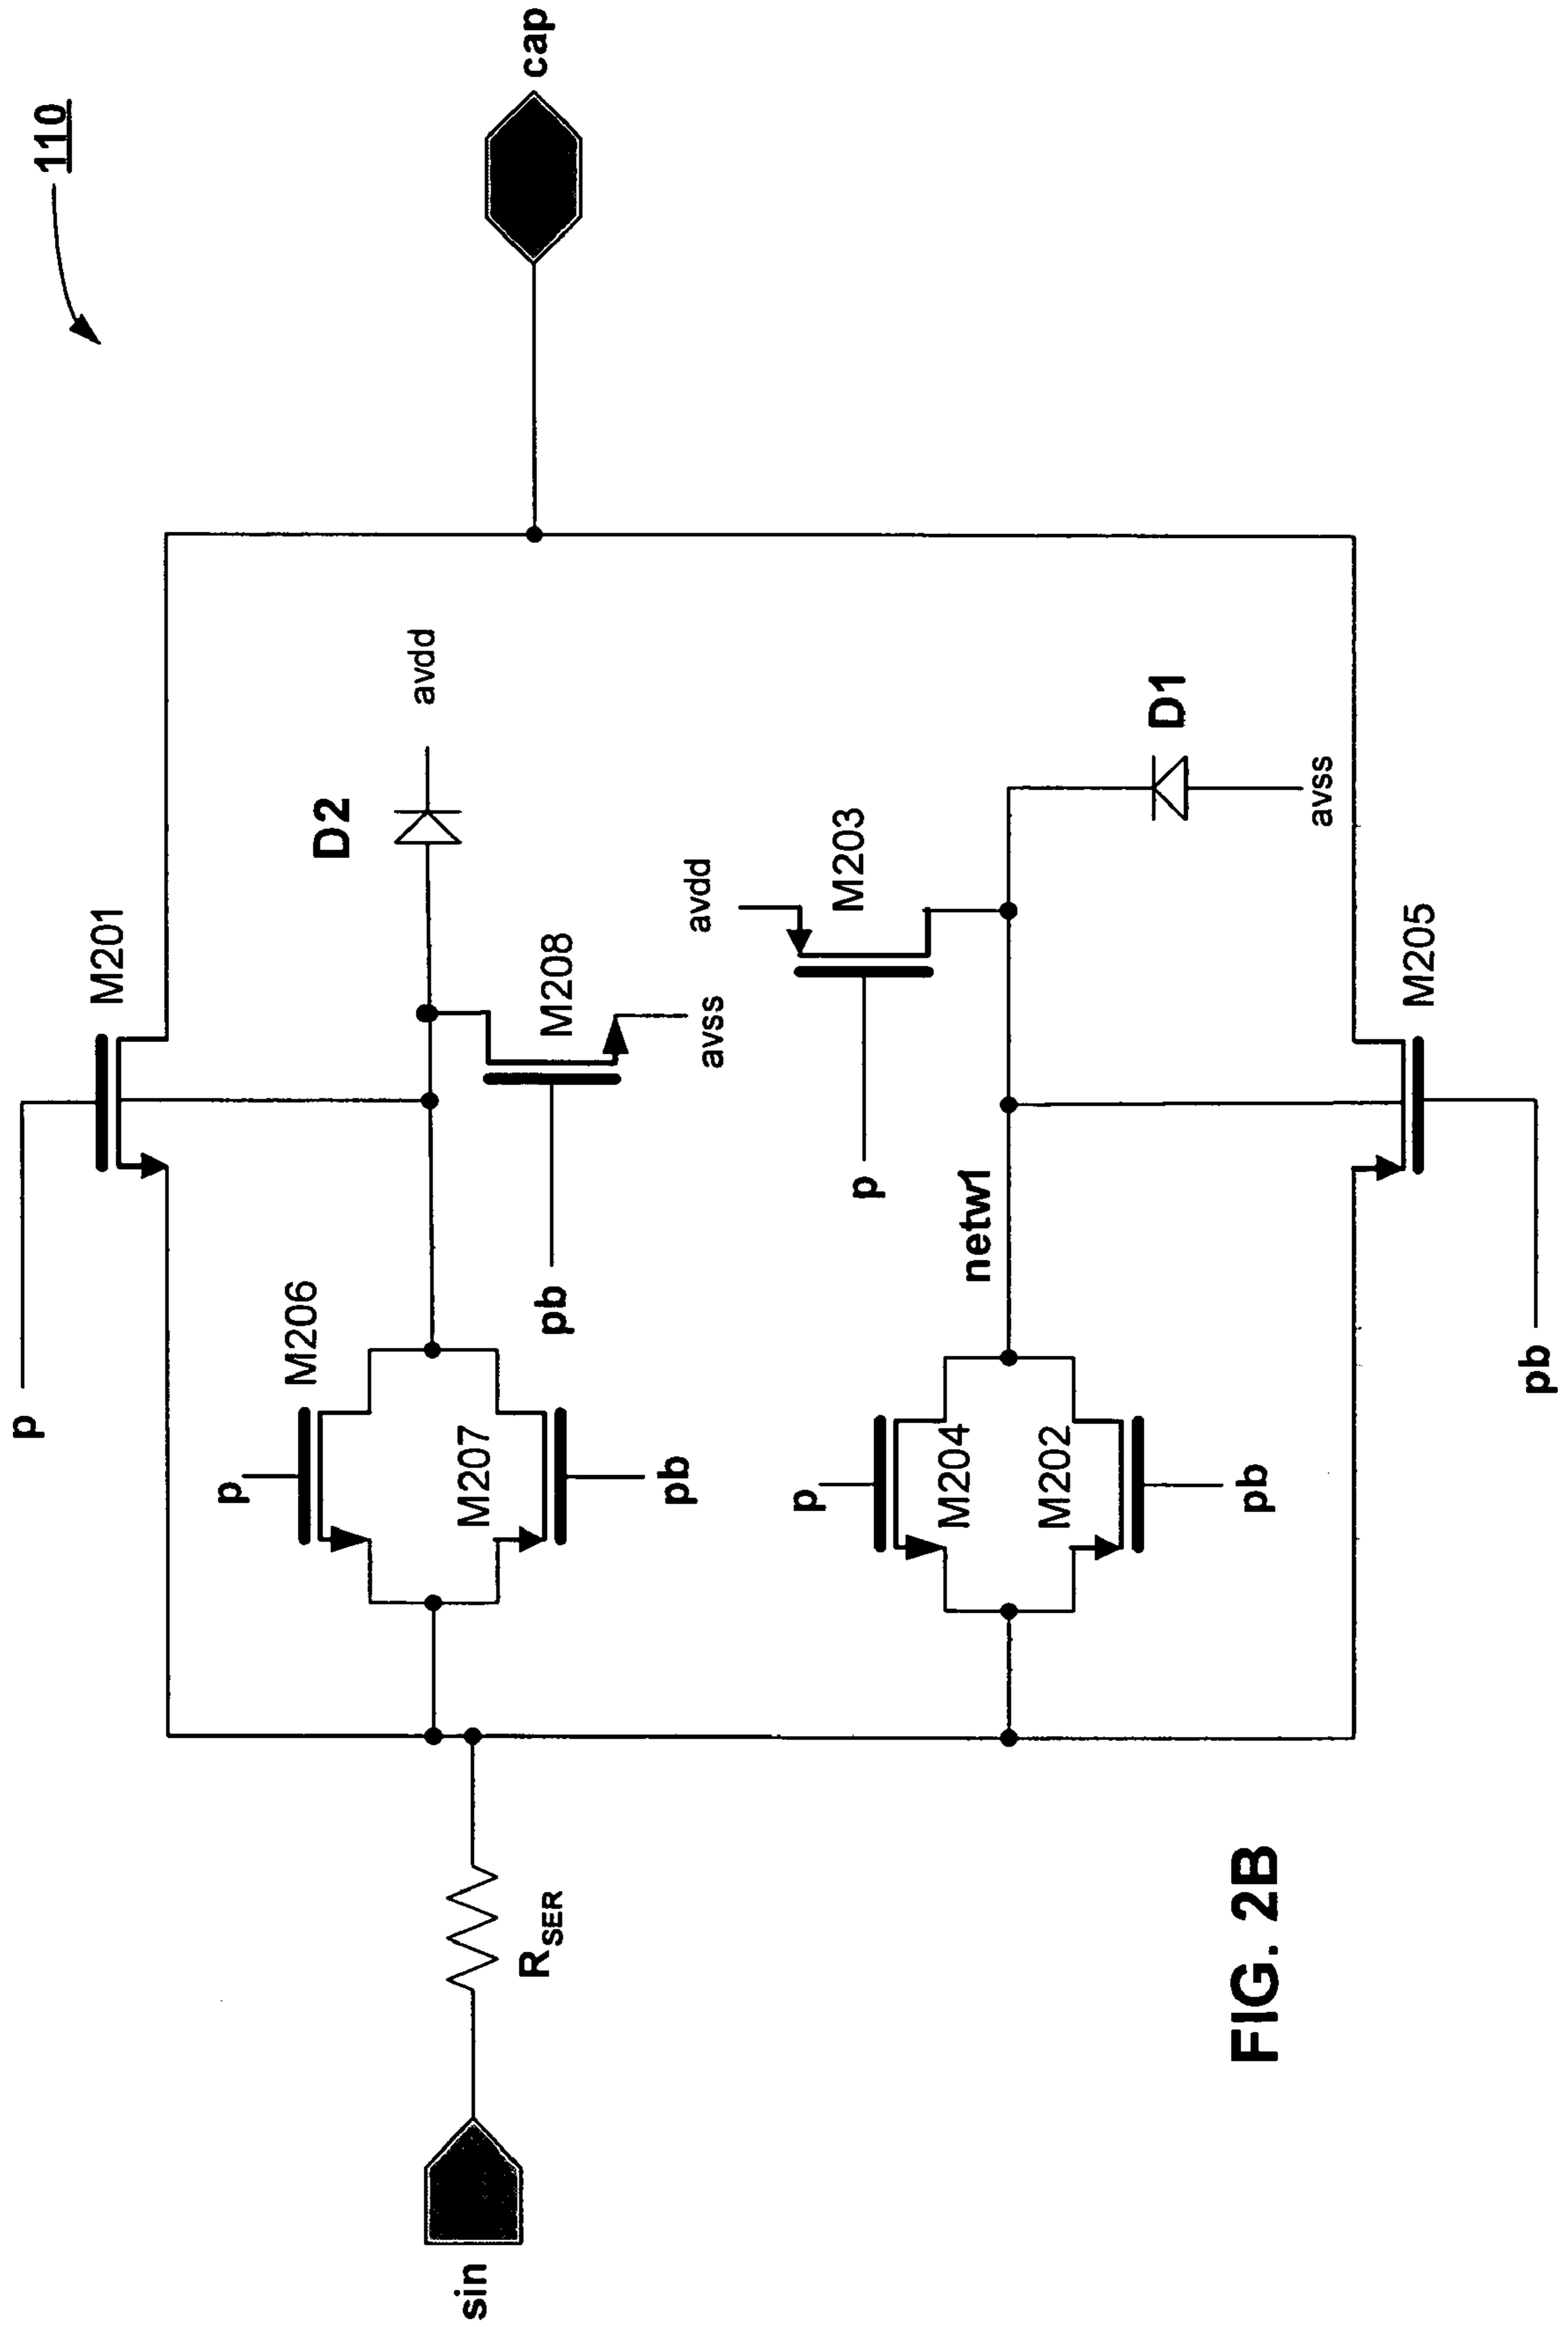 110
cap
avdd
D2
M201
M208
avss
avdd
M203
D1
avss
M205
p
pb
netw1
M206
p
M207
pb
p
M204
M202
pb
p
pb
RSER
sin
FIG. 2B